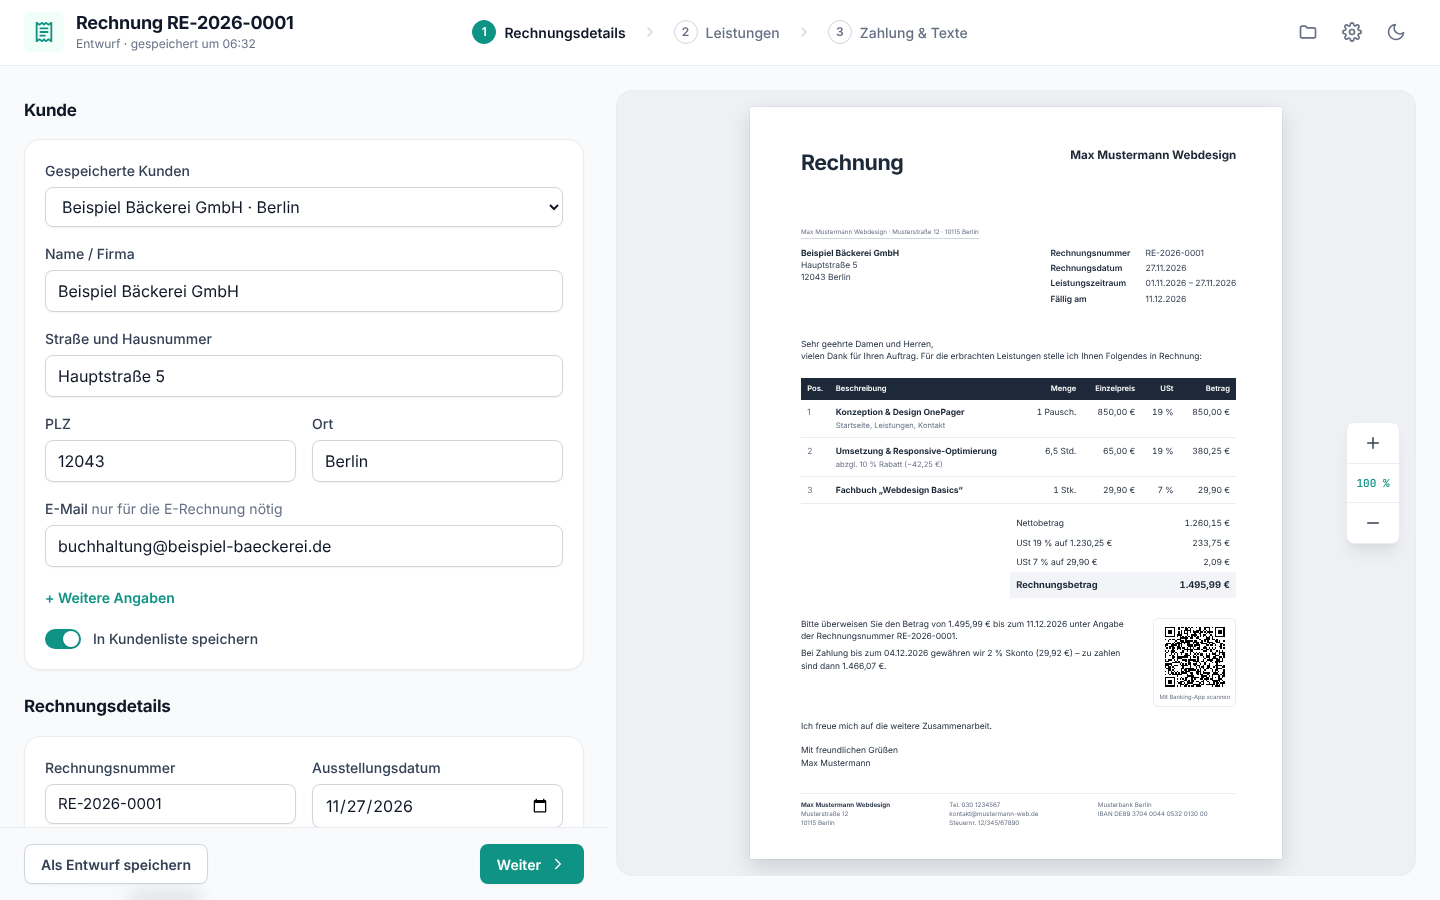 Rechnung RE-2026-0001
Entwurf · gespeichert um 06:32
1 Rechnungsdetails
2 Leistungen
3 Zahlung & Texte
Kunde
Gespeicherte Kunden
Beispiel Bäckerei GmbH · Berlin
Name / Firma
Beispiel Bäckerei GmbH
Straße und Hausnummer
Hauptstraße 5
PLZ Ort
12043 Berlin
E-Mail nur für die E-Rechnung nötig
buchhaltung@beispiel-baeckerei.de
+ Weitere Angaben
In Kundenliste speichern
Rechnungsdetails
Rechnungsnummer Ausstellungsdatum
RE-2026-0001 11/27/2026
Als Entwurf speichern Weiter
Rechnung
Max Mustermann Webdesign
Max Mustermann Webdesign · Musterstraße 12 · 10115 Berlin
Beispiel Bäckerei GmbH
Hauptstraße 5
12043 Berlin
Rechnungsnummer RE-2026-0001
Rechnungsdatum 27.11.2026
Leistungszeitraum 01.11.2026 – 27.11.2026
Fällig am 11.12.2026
Sehr geehrte Damen und Herren,
vielen Dank für Ihren Auftrag. Für die erbrachten Leistungen stelle ich Ihnen Folgendes in Rechnung:
Pos. Beschreibung Menge Einzelpreis USt Betrag
1 Konzeption & Design OnePager 1 Pausch. 850,00 € 19 % 850,00 €
Startseite, Leistungen, Kontakt
2 Umsetzung & Responsive-Optimierung 6,5 Std. 65,00 € 19 % 380,25 €
abzgl. 10 % Rabatt (−42,25 €)
3 Fachbuch „Webdesign Basics“ 1 Stk. 29,90 € 7 % 29,90 €
Nettobetrag 1.260,15 €
USt 19 % auf 1.230,25 € 233,75 €
USt 7 % auf 29,90 € 2,09 €
Rechnungsbetrag 1.495,99 €
Bitte überweisen Sie den Betrag von 1.495,99 € bis zum 11.12.2026 unter Angabe
der Rechnungsnummer RE-2026-0001.
Bei Zahlung bis zum 04.12.2026 gewähren wir 2 % Skonto (29,92 €) – zu zahlen
sind dann 1.466,07 €.
Mit Banking-App scannen
Ich freue mich auf die weitere Zusammenarbeit.
Mit freundlichen Grüßen
Max Mustermann
Max Mustermann Webdesign
Musterstraße 12
10115 Berlin
Tel. 030 1234567
kontakt@mustermann-web.de
Steuernr. 12/345/67890
Musterbank Berlin
IBAN DE89 3704 0044 0532 0130 00
+
100 %
−